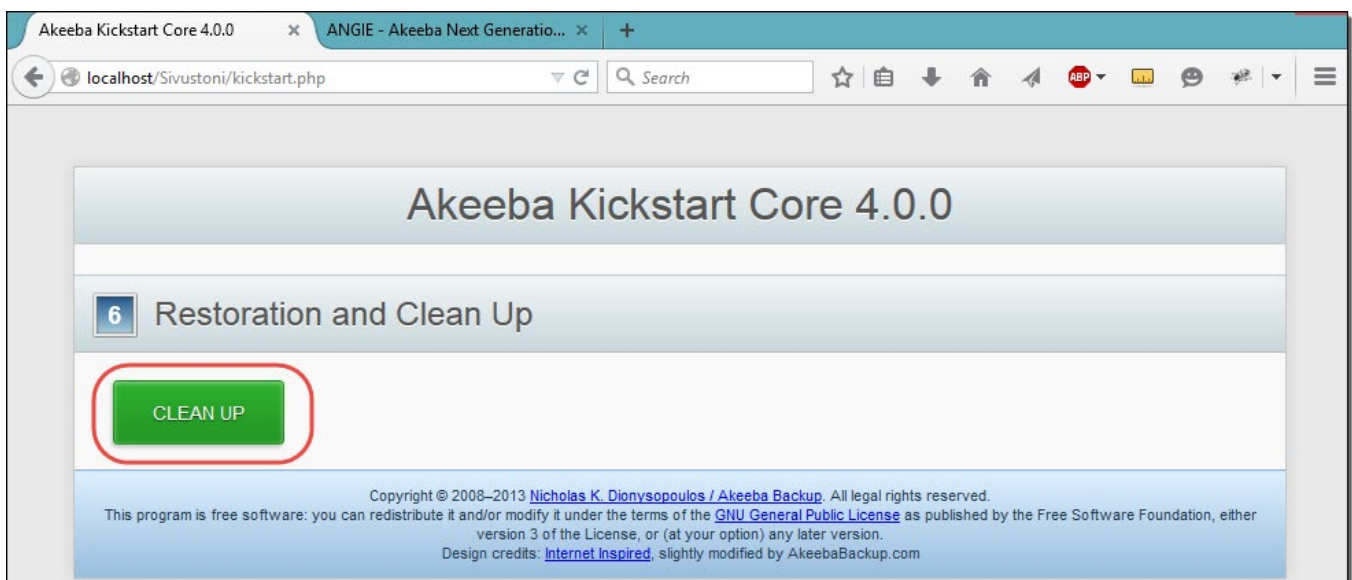 Akeeba Kickstart Core 4.0.0
ANGIE - Akeeba Next Generatio...
localhost/Sivustoni/kickstart.php
Search
ABP
Akeeba Kickstart Core 4.0.0
6 Restoration and Clean Up
CLEAN UP
Copyright © 2008–2013 Nicholas K. Dionysopoulos / Akeeba Backup. All legal rights reserved.
This program is free software: you can redistribute it and/or modify it under the terms of the GNU General Public License as published by the Free Software Foundation, either
version 3 of the License, or (at your option) any later version.
Design credits: Internet Inspired, slightly modified by AkeebaBackup.com